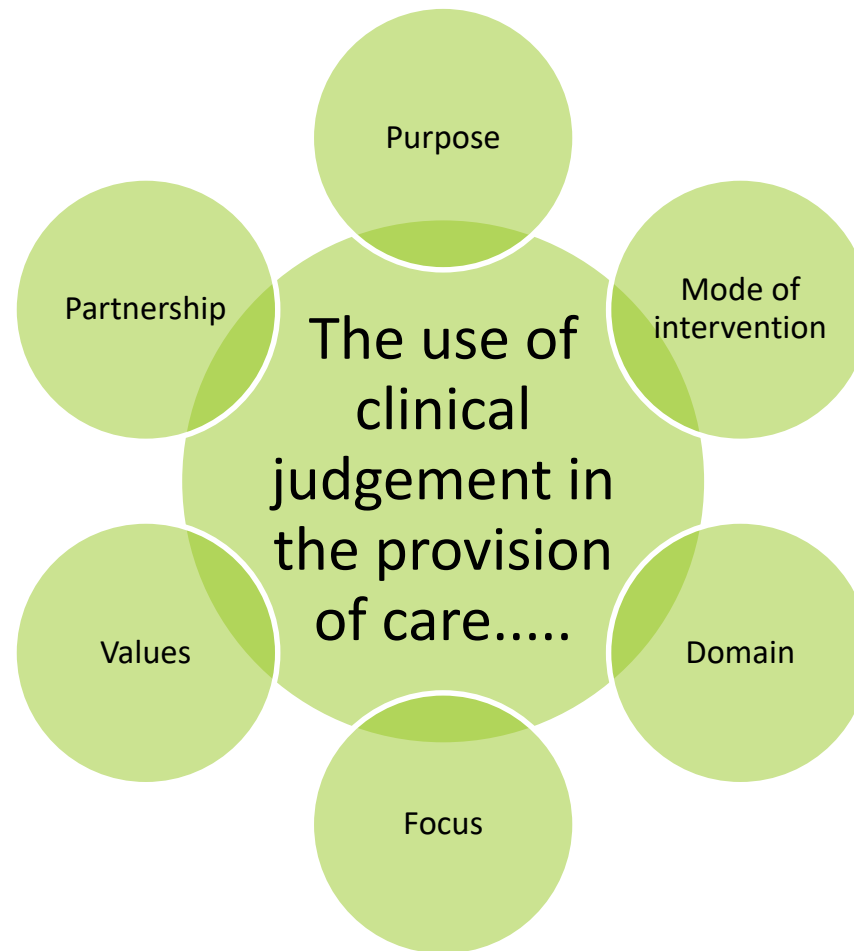 Purpose
Mode of
intervention
Domain
Focus
Values
Partnership
The use of
clinical
judgement in
the provision
of care.....